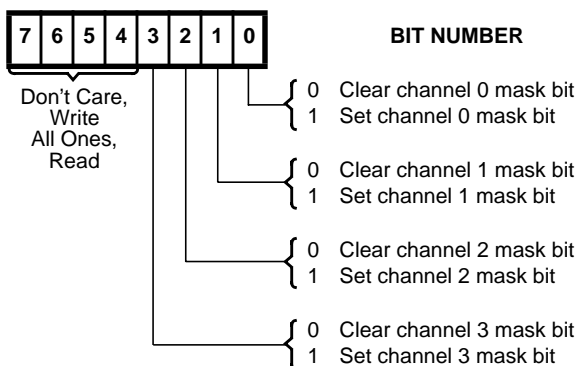 7 6 5 4 3 2 1 0 BIT NUMBER
Don't Care,
Write
All Ones,
Read
0 Clear channel 0 mask bit
1 Set channel 0 mask bit
0 Clear channel 1 mask bit
1 Set channel 1 mask bit
0 Clear channel 2 mask bit
1 Set channel 2 mask bit
0 Clear channel 3 mask bit
1 Set channel 3 mask bit